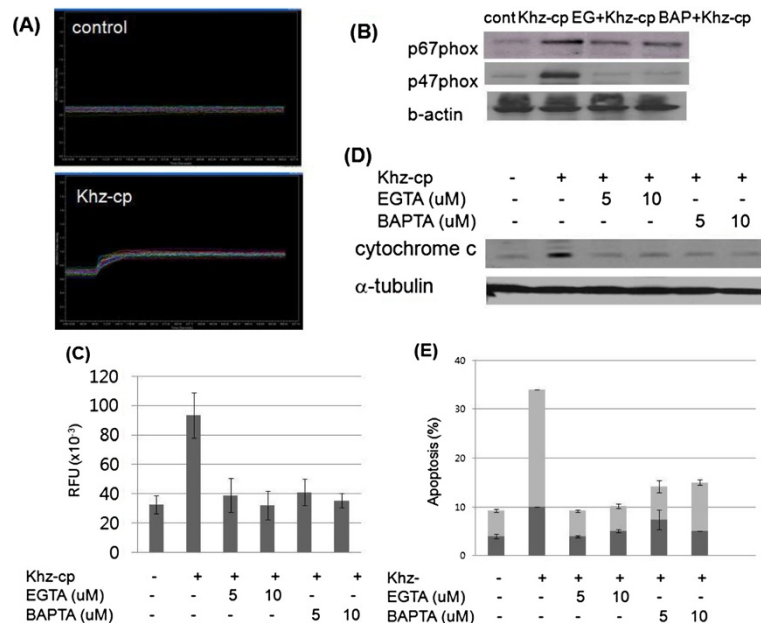 (A)
control
Khz-cp
(B)
cont Khz-cp EG+Khz-cp BAP+Khz-cp
p67phox
p47phox
b-actin
(D)
Khz-cp - + + + + +
EGTA (uM) - - 5 10 - -
BAPTA (uM) - - - - 5 10
cytochrome c
α-tubulin
(C)
RFU (x10-3)
120
100
80
60
40
20
0
Khz-cp - + + + + +
EGTA (uM) - - 5 10 - -
BAPTA (uM) - - - - 5 10
(E)
Apoptosis (%)
40
30
20
10
0
Khz- - + + + + +
EGTA (uM) - - 5 10 - -
BAPTA (uM) - - - - 5 10